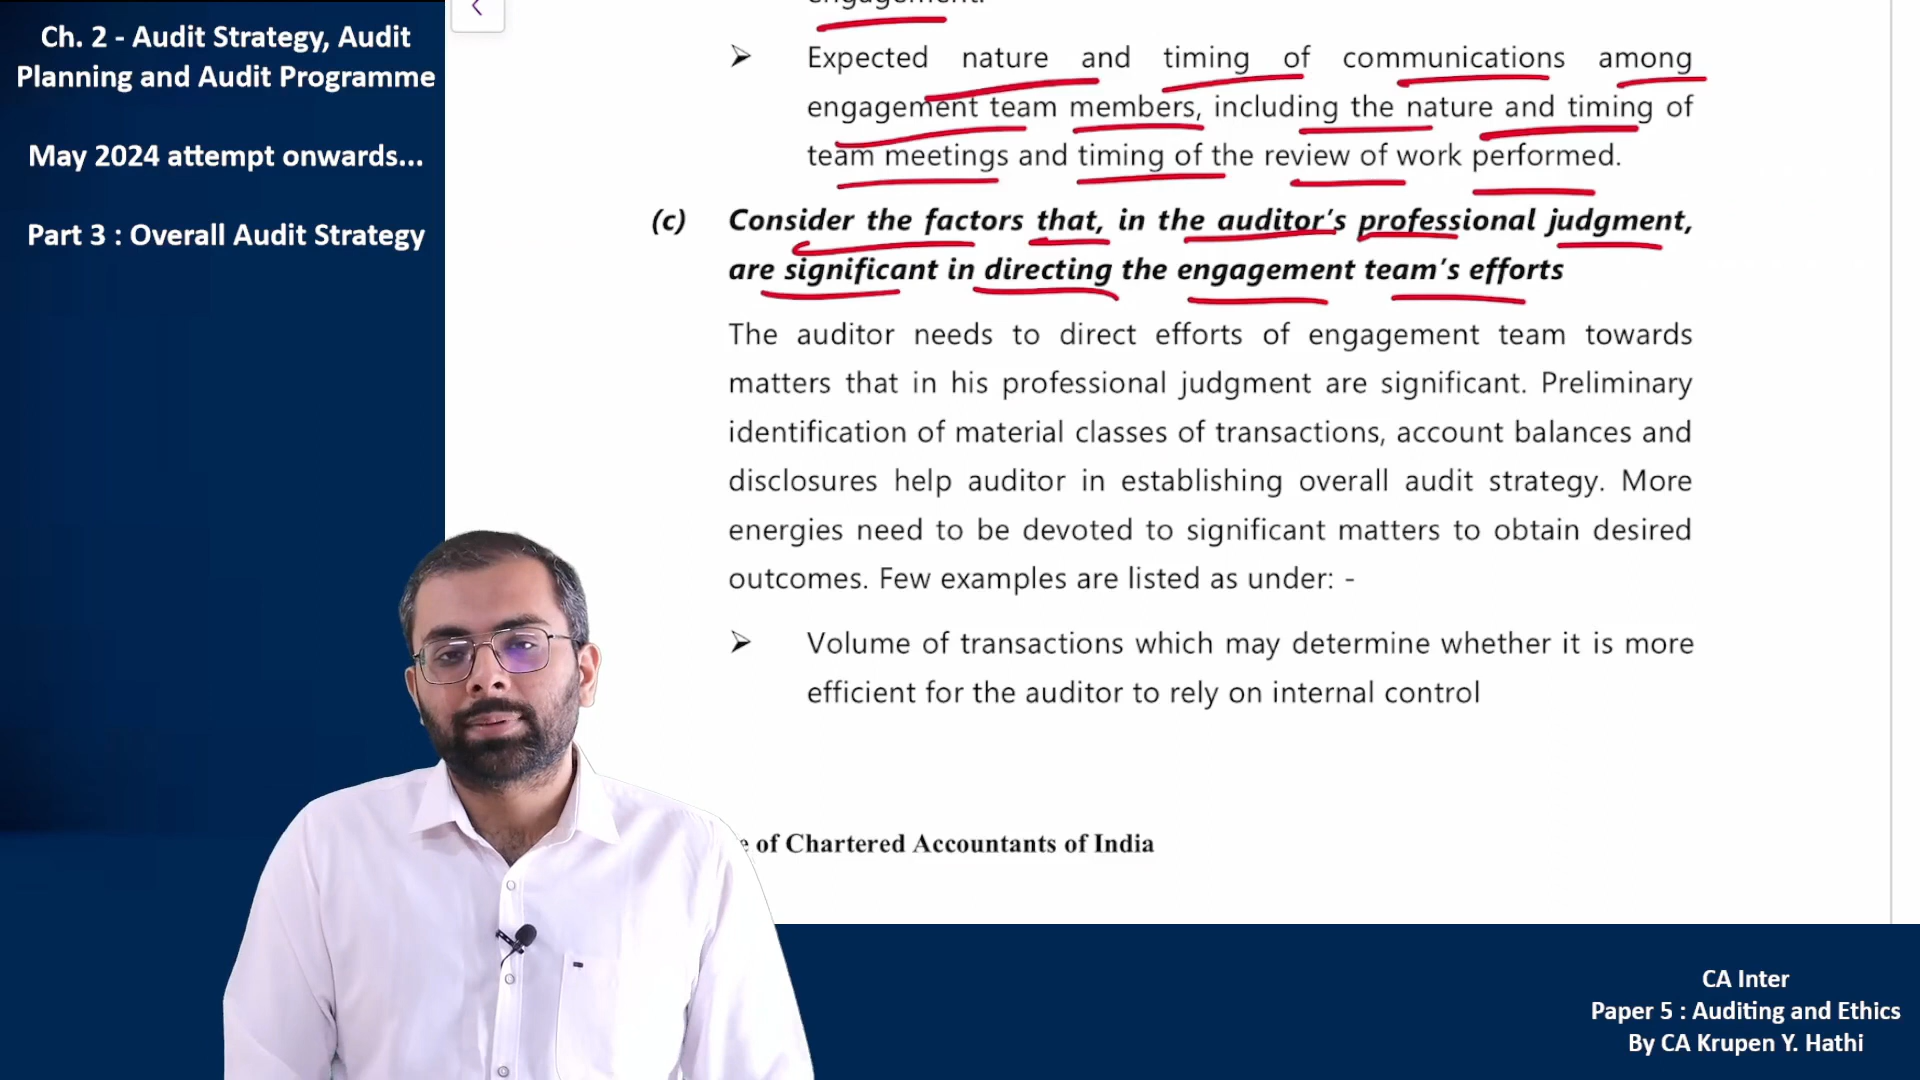 Ch. 2 - Audit Strategy, Audit
Planning and Audit Programme
May 2024 attempt onwards...
Part 3 : Overall Audit Strategy
➢ Expected nature and timing of communications among
engagement team members, including the nature and timing of
team meetings and timing of the review of work performed.
(c) Consider the factors that, in the auditor's professional judgment,
are significant in directing the engagement team's efforts
The auditor needs to direct efforts of engagement team towards
matters that in his professional judgment are significant. Preliminary
identification of material classes of transactions, account balances and
disclosures help auditor in establishing overall audit strategy. More
energies need to be devoted to significant matters to obtain desired
outcomes. Few examples are listed as under: -
➢ Volume of transactions which may determine whether it is more
efficient for the auditor to rely on internal control
of Chartered Accountants of India
CA Inter
Paper 5 : Auditing and Ethics
By CA Krupen Y. Hathi